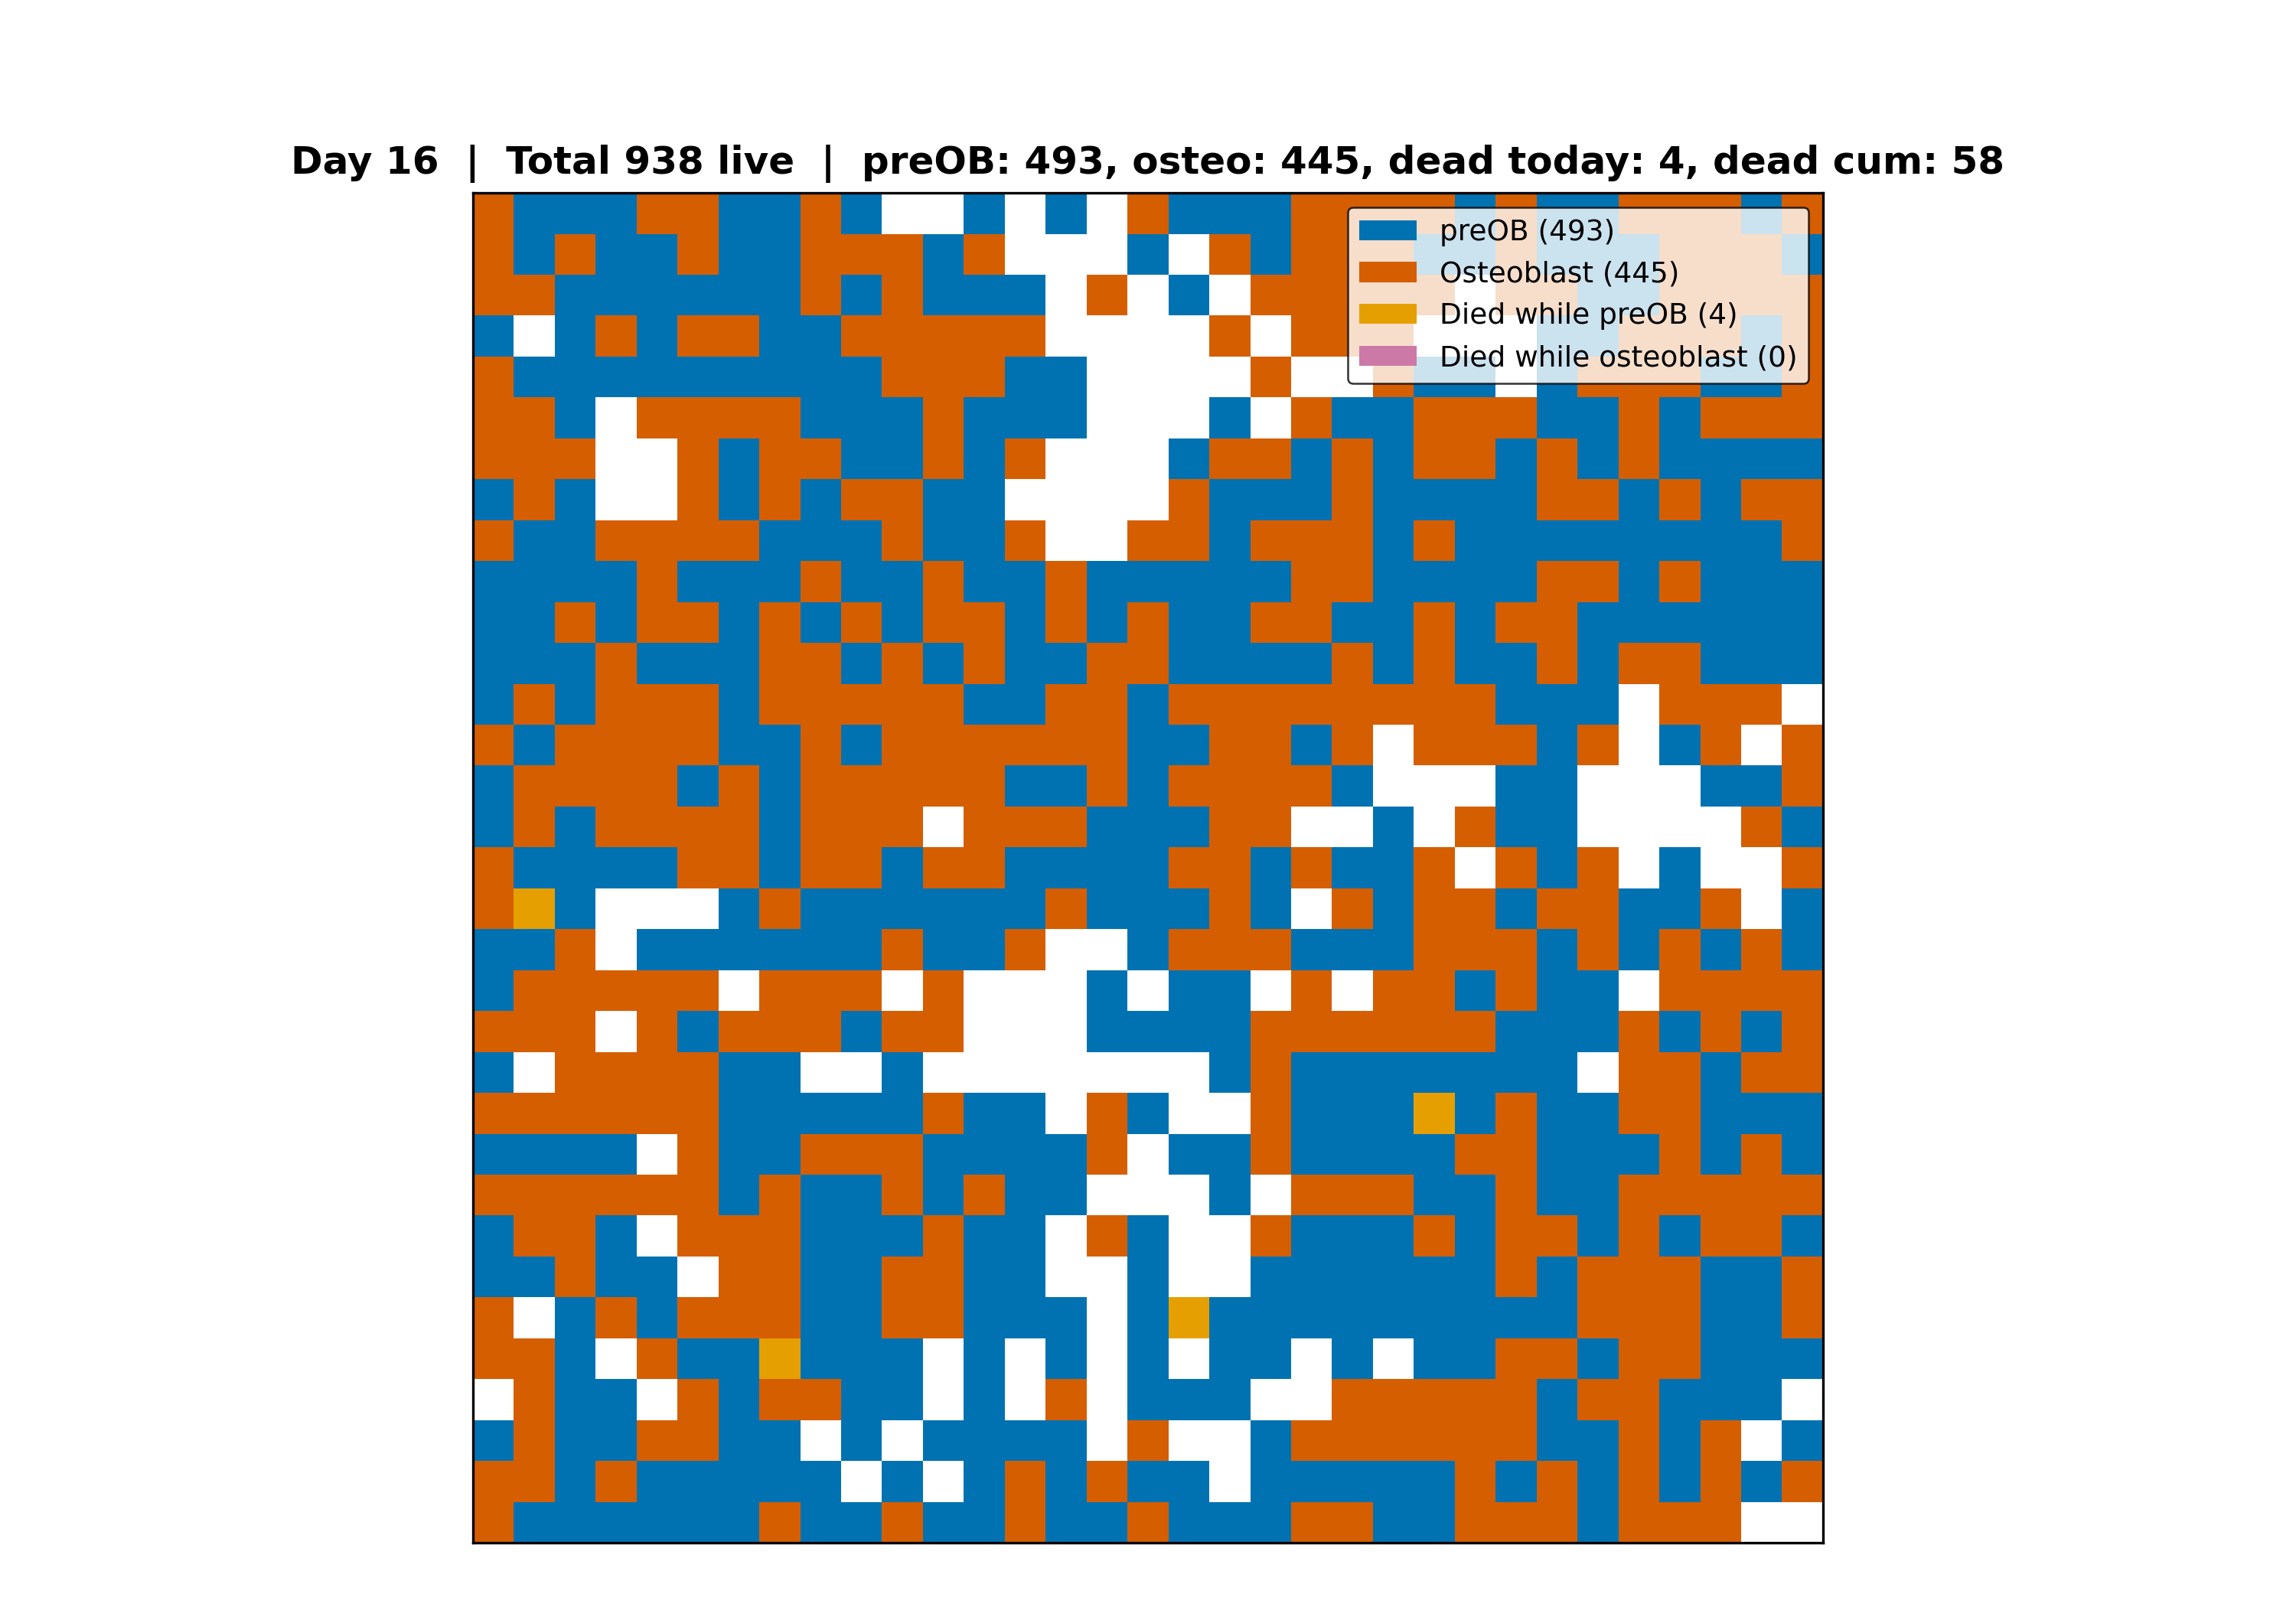 Day 16 | Total 938 live | preOB: 493, osteo: 445, dead today: 4, dead cum: 58
preOB (493)
Osteoblast (445)
Died while preOB (4)
Died while osteoblast (0)